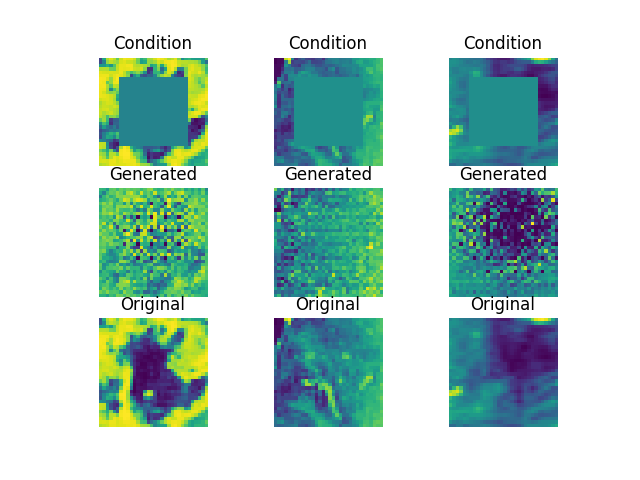 Condition Condition Condition
Generated Generated Generated
Original Original Original